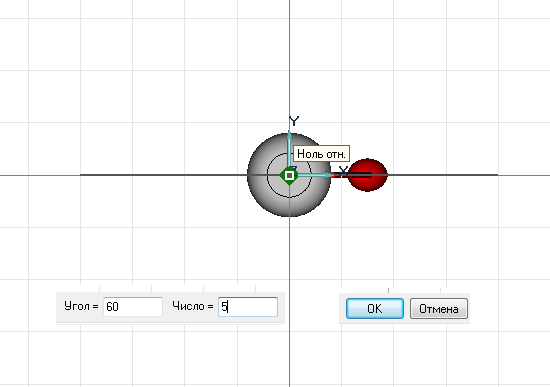 Y
Ноль отн.
X
Угол = 60 Число = 5
OK Отмена